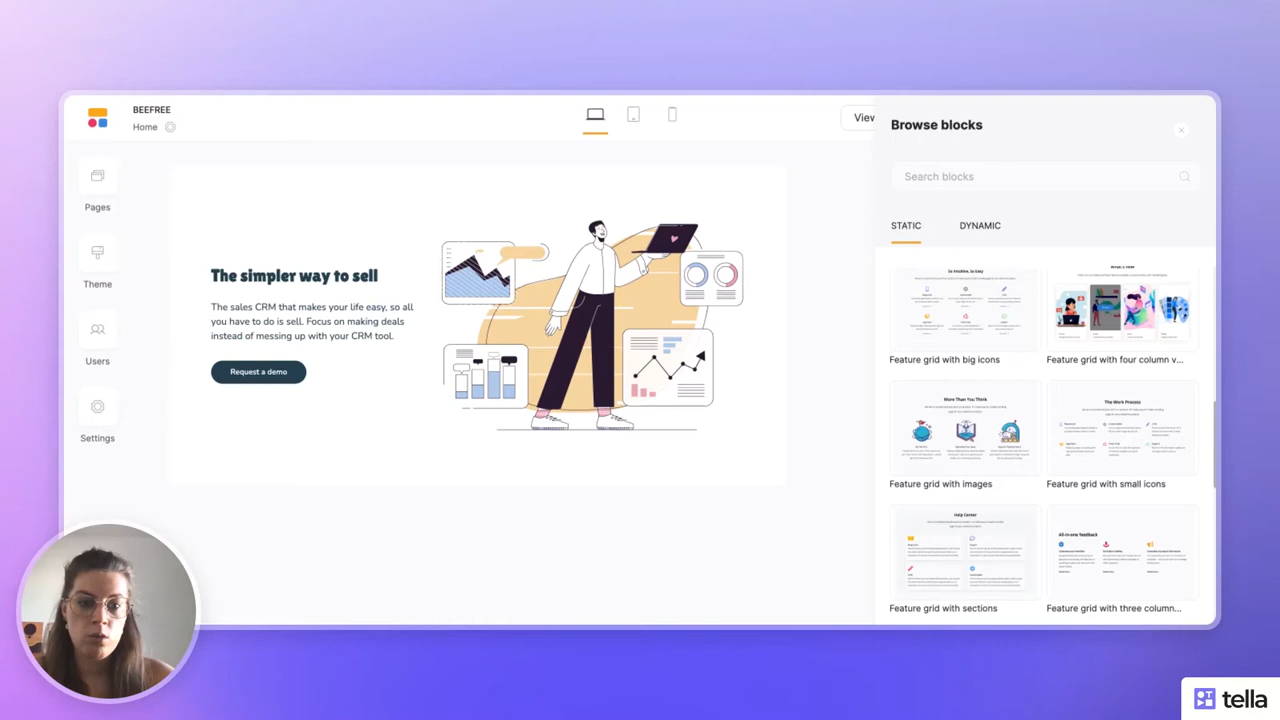 BEEFREE
Home
View
Browse blocks
Search blocks
STATIC
DYNAMIC
Pages
Theme
Users
Settings
The simpler way to sell
The sales CRM that makes your life easy, so all
you have to do is sell. Focus on making deals
instead of messing up with your CRM tool.
Request a demo
So Intuitive, So Easy
Feature grid with big icons
Feature grid with four column v...
More Than You Think
The Work Process
Feature grid with images
Feature grid with small icons
Help Center
All-in-one feedback
Feature grid with sections
Feature grid with three column...
tella